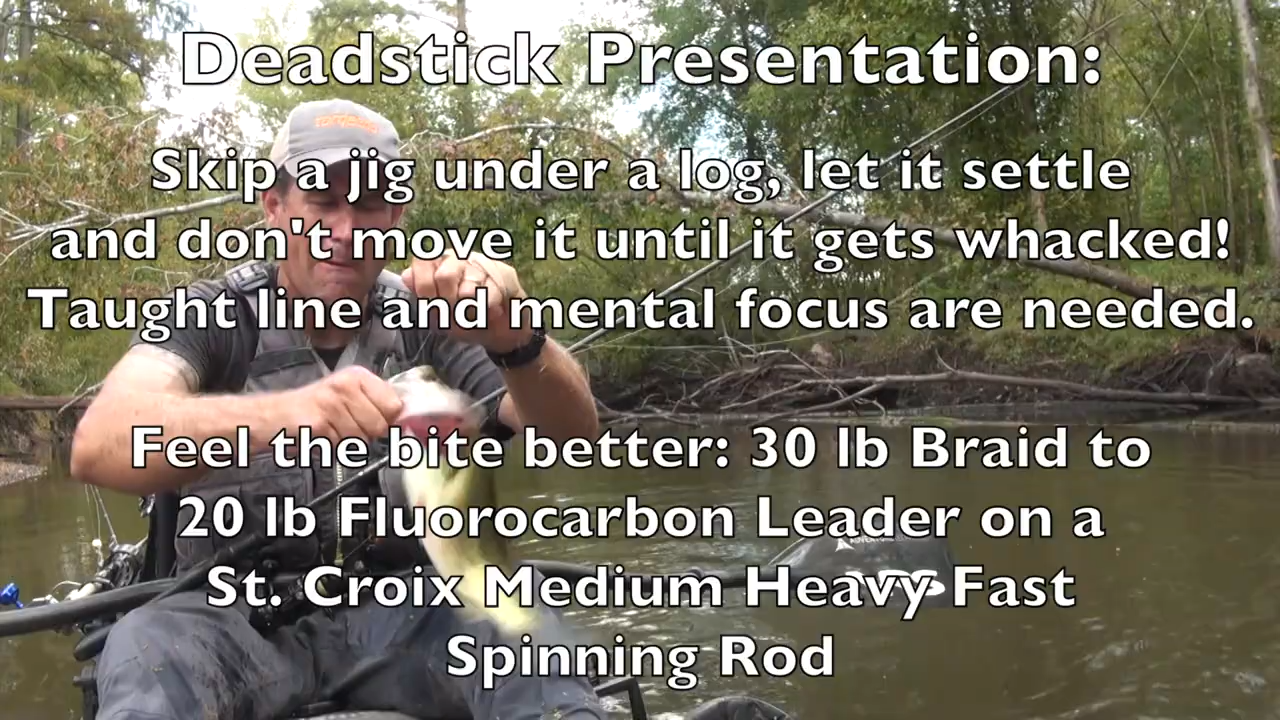 Deadstick Presentation:
Skip a jig under a log, let it settle
and don't move it until it gets whacked!
Taught line and mental focus are needed.
Feel the bite better: 30 lb Braid to
20 lb Fluorocarbon Leader on a
St. Croix Medium Heavy Fast
Spinning Rod